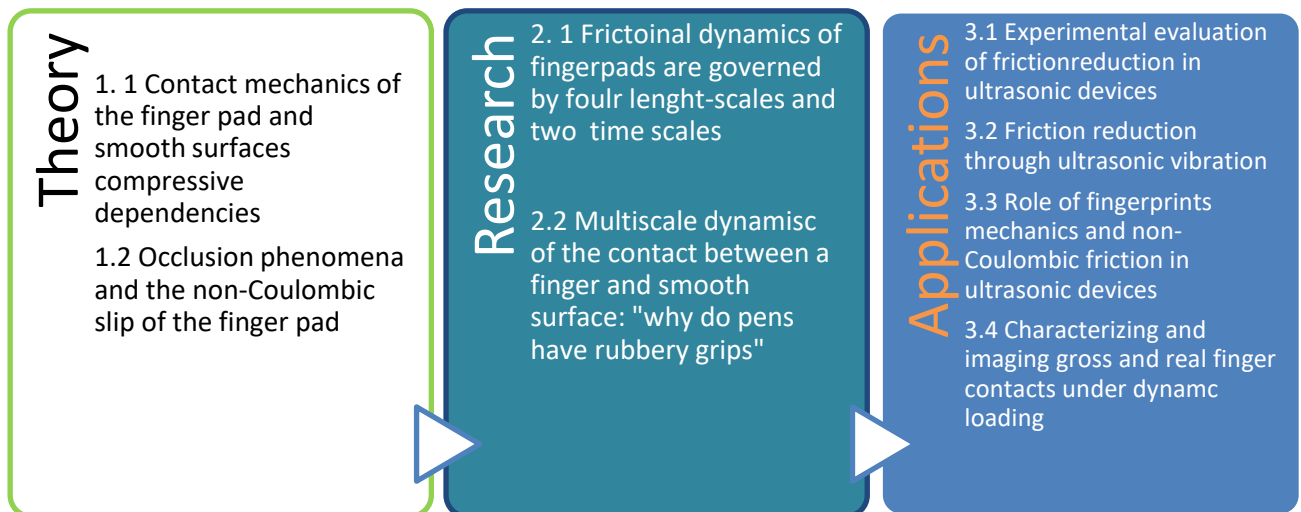 Theory
1. 1 Contact mechanics of
the finger pad and
smooth surfaces
compressive
dependencies
1.2 Occlusion phenomena
and the non-Coulombic
slip of the finger pad
Research
2. 1 Frictoinal dynamics of
fingerpads are governed
by foulr lenght-scales and
two time scales
2.2 Multiscale dynamisc
of the contact between a
finger and smooth
surface: "why do pens
have rubbery grips"
Applications
3.1 Experimental evaluation
of frictionreduction in
ultrasonic devices
3.2 Friction reduction
through ultrasonic vibration
3.3 Role of fingerprints
mechanics and non-
Coulombic friction in
ultrasonic devices
3.4 Characterizing and
imaging gross and real finger
contacts under dynamc
loading